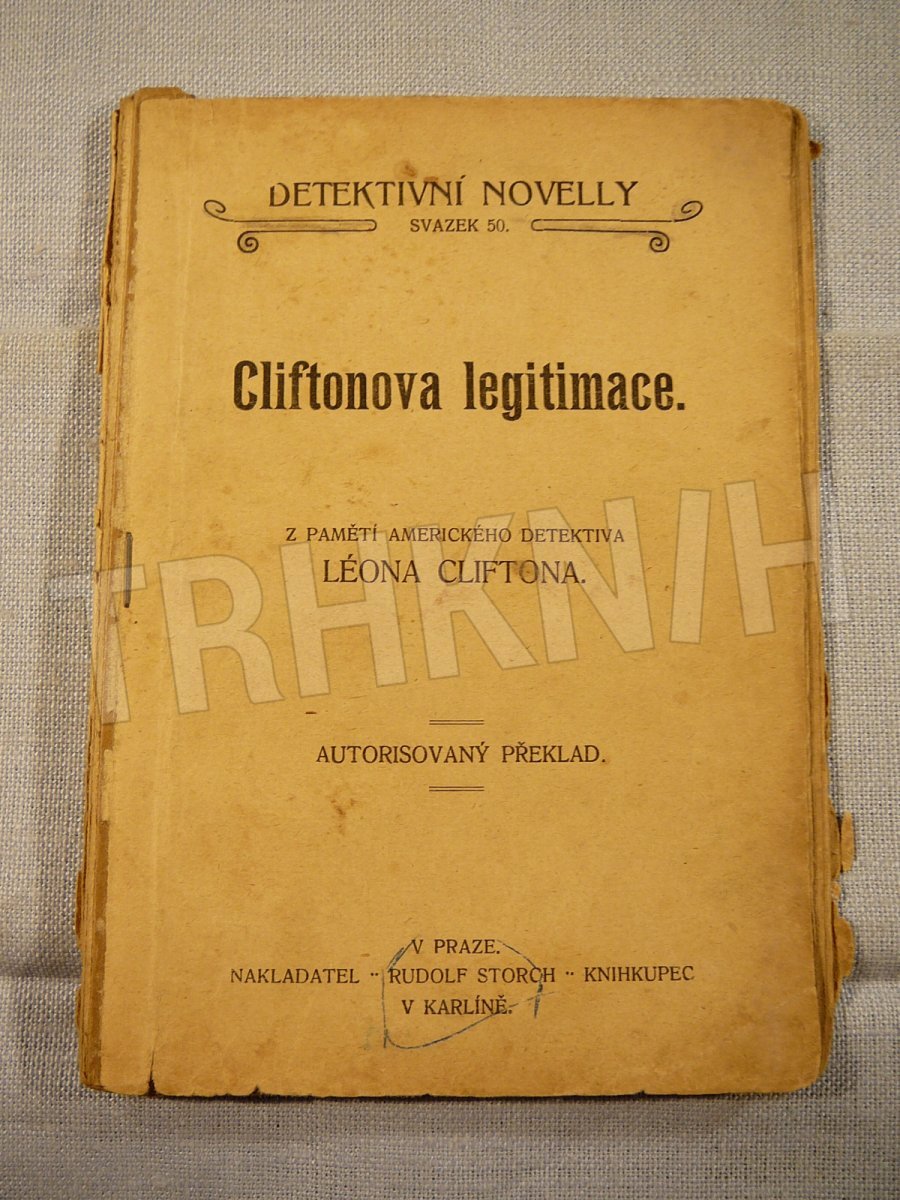 DETEKTIVNÍ NOVELLY
SVAZEK 50.
Cliftonova legitimace.
Z PAMĚTÍ AMERICKÉHO DETEKTIVA
LÉONA CLIFTONA.
TRHKNIH
AUTORISOVANÝ PŘEKLAD.
V PRAZE.
NAKLADATEL ·· RUDOLF STORCH ·· KNIHKUPEC
V KARLÍNĚ.